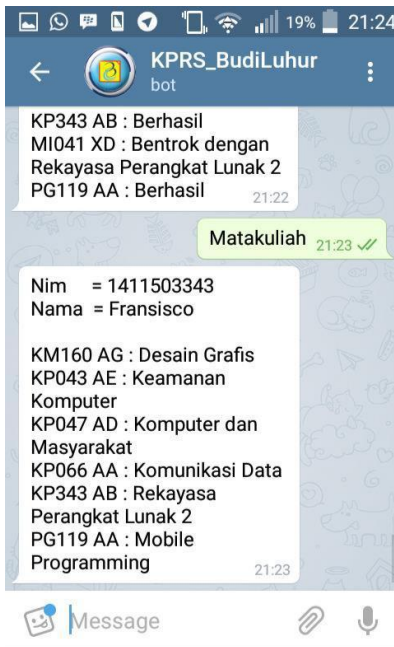 19% 21:24
KPRS_BudiLuhur
bot
KP343 AB : Berhasil
MI041 XD : Bentrok dengan
Rekayasa Perangkat Lunak 2
PG119 AA : Berhasil
21:22
Matakuliah 21:23
Nim = 1411503343
Nama = Fransisco
KM160 AG : Desain Grafis
KP043 AE : Keamanan
Komputer
KP047 AD : Komputer dan
Masyarakat
KP066 AA : Komunikasi Data
KP343 AB : Rekayasa
Perangkat Lunak 2
PG119 AA : Mobile
Programming
21:23
Message